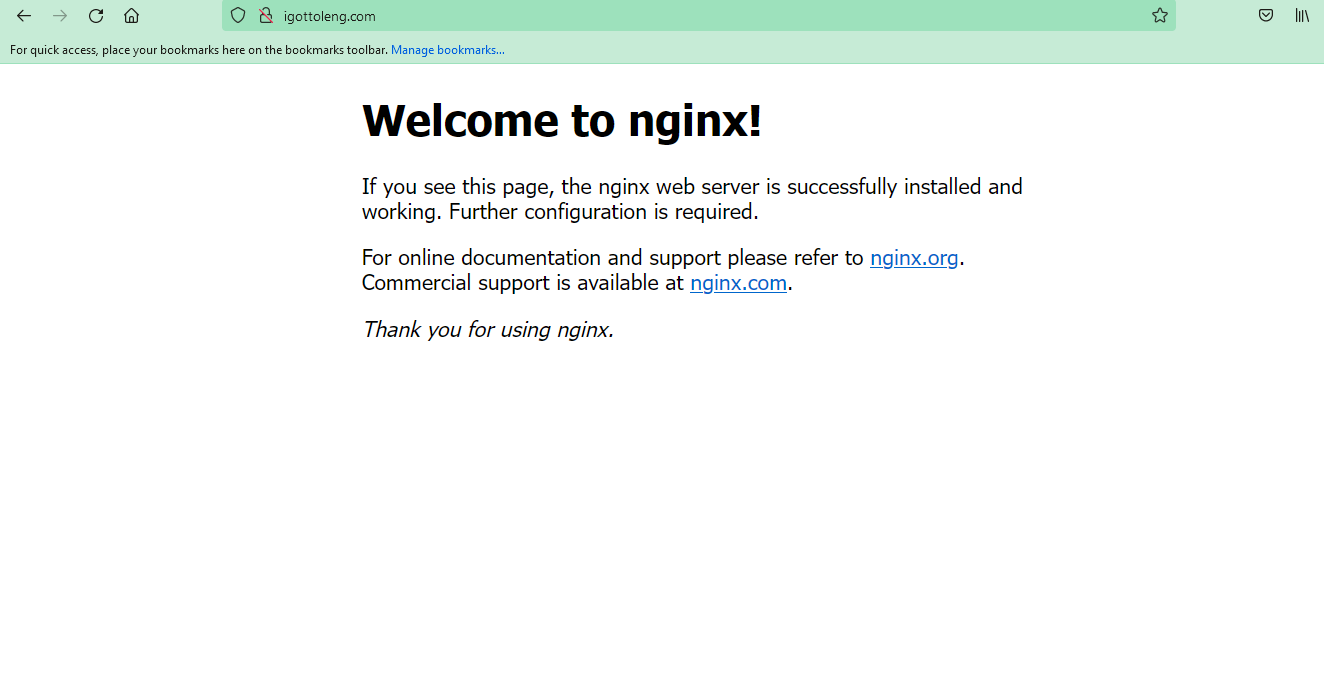 igottoleng.com
For quick access, place your bookmarks here on the bookmarks toolbar. Manage bookmarks...
Welcome to nginx!
If you see this page, the nginx web server is successfully installed and
working. Further configuration is required.
For online documentation and support please refer to nginx.org.
Commercial support is available at nginx.com.
Thank you for using nginx.